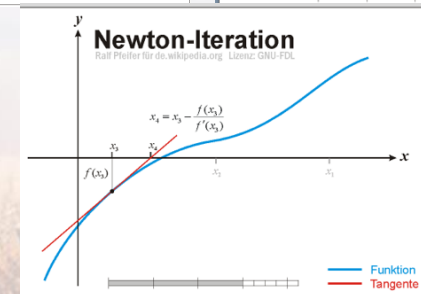 y
Newton-Iteration
Ralf Pfeifer für de.wikipedia.org Lizenz: GNU-FDL
x₄ = x₃ − f(x₃)/f'(x₃)
x₃ x₄
x
f(x₃)
x₂ x₁
Funktion
Tangente